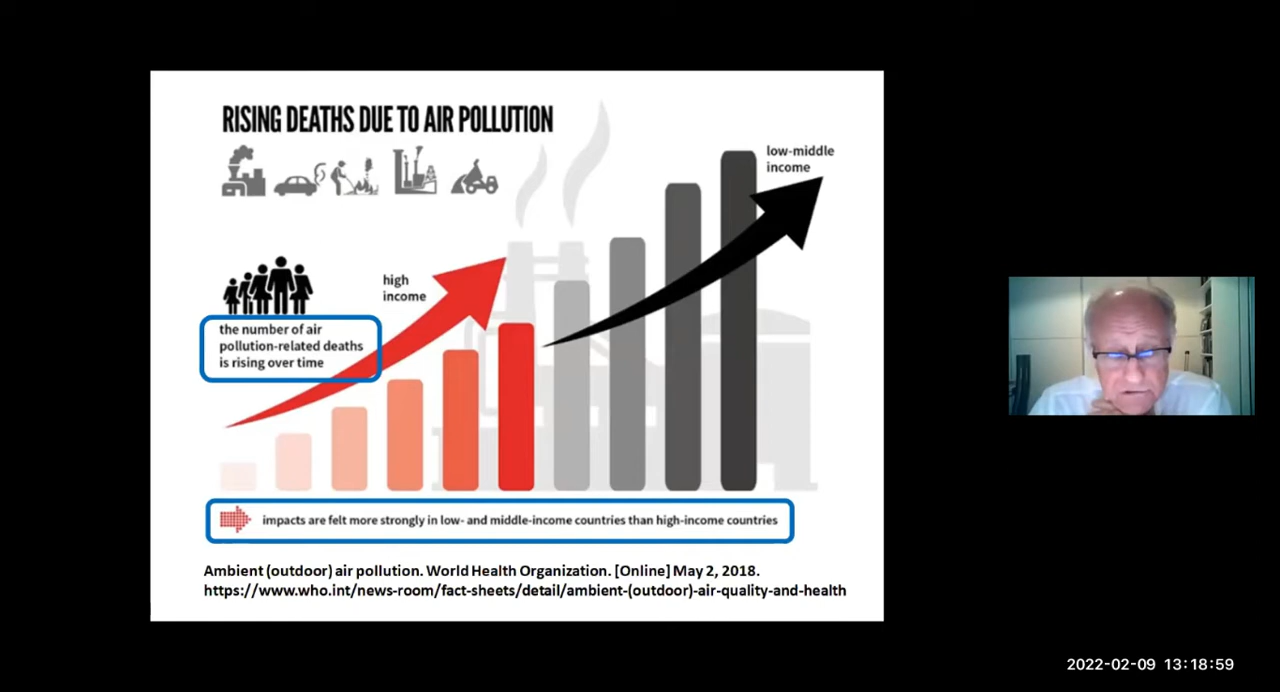 RISING DEATHS DUE TO AIR POLLUTION
low-middle
income
high
income
the number of air
pollution-related deaths
is rising over time
impacts are felt more strongly in low- and middle-income countries than high-income countries
Ambient (outdoor) air pollution. World Health Organization. [Online] May 2, 2018.
https://www.who.int/news-room/fact-sheets/detail/ambient-(outdoor)-air-quality-and-health
2022-02-09 13:18:59